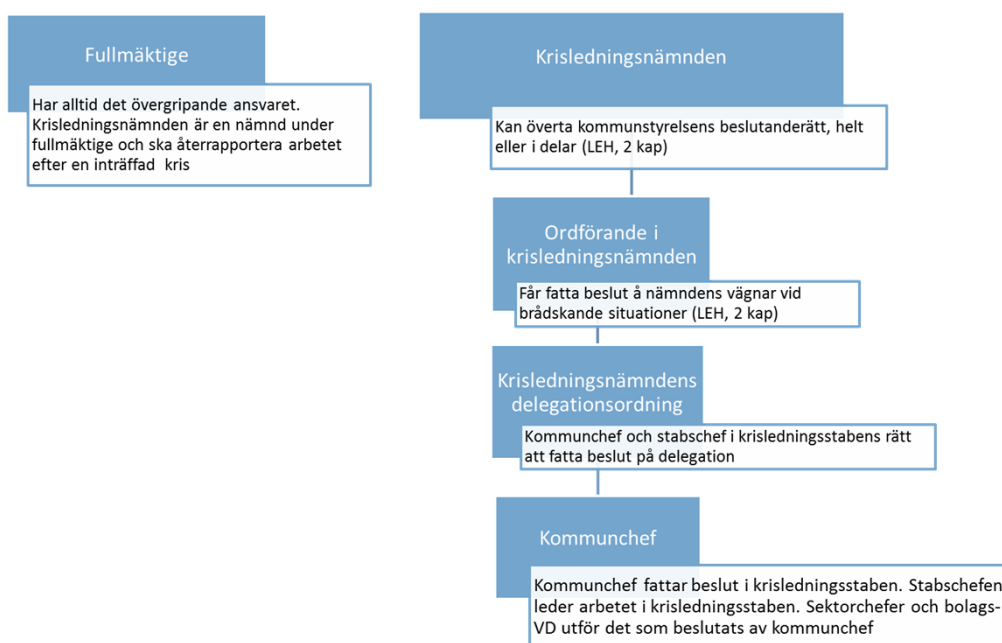 Fullmäktige
Har alltid det övergripande ansvaret.
Krisledningsnämnden är en nämnd under
fullmäktige och ska återrapportera arbetet
efter en inträffad kris
Krisledningsnämnden
Kan överta kommunstyrelsens beslutanderätt, helt
eller i delar (LEH, 2 kap)
Ordförande i
krisledningsnämnden
Får fatta beslut å nämndens vägnar vid
brådskande situationer (LEH, 2 kap)
Krisledningsnämndens
delegationsordning
Kommunchef och stabschef i krisledningsstabens rätt
att fatta beslut på delegation
Kommunchef
Kommunchef fattar beslut i krisledningsstaben. Stabschefen
leder arbetet i krisledningsstaben. Sektorchefer och bolags-
VD utför det som beslutats av kommunchef